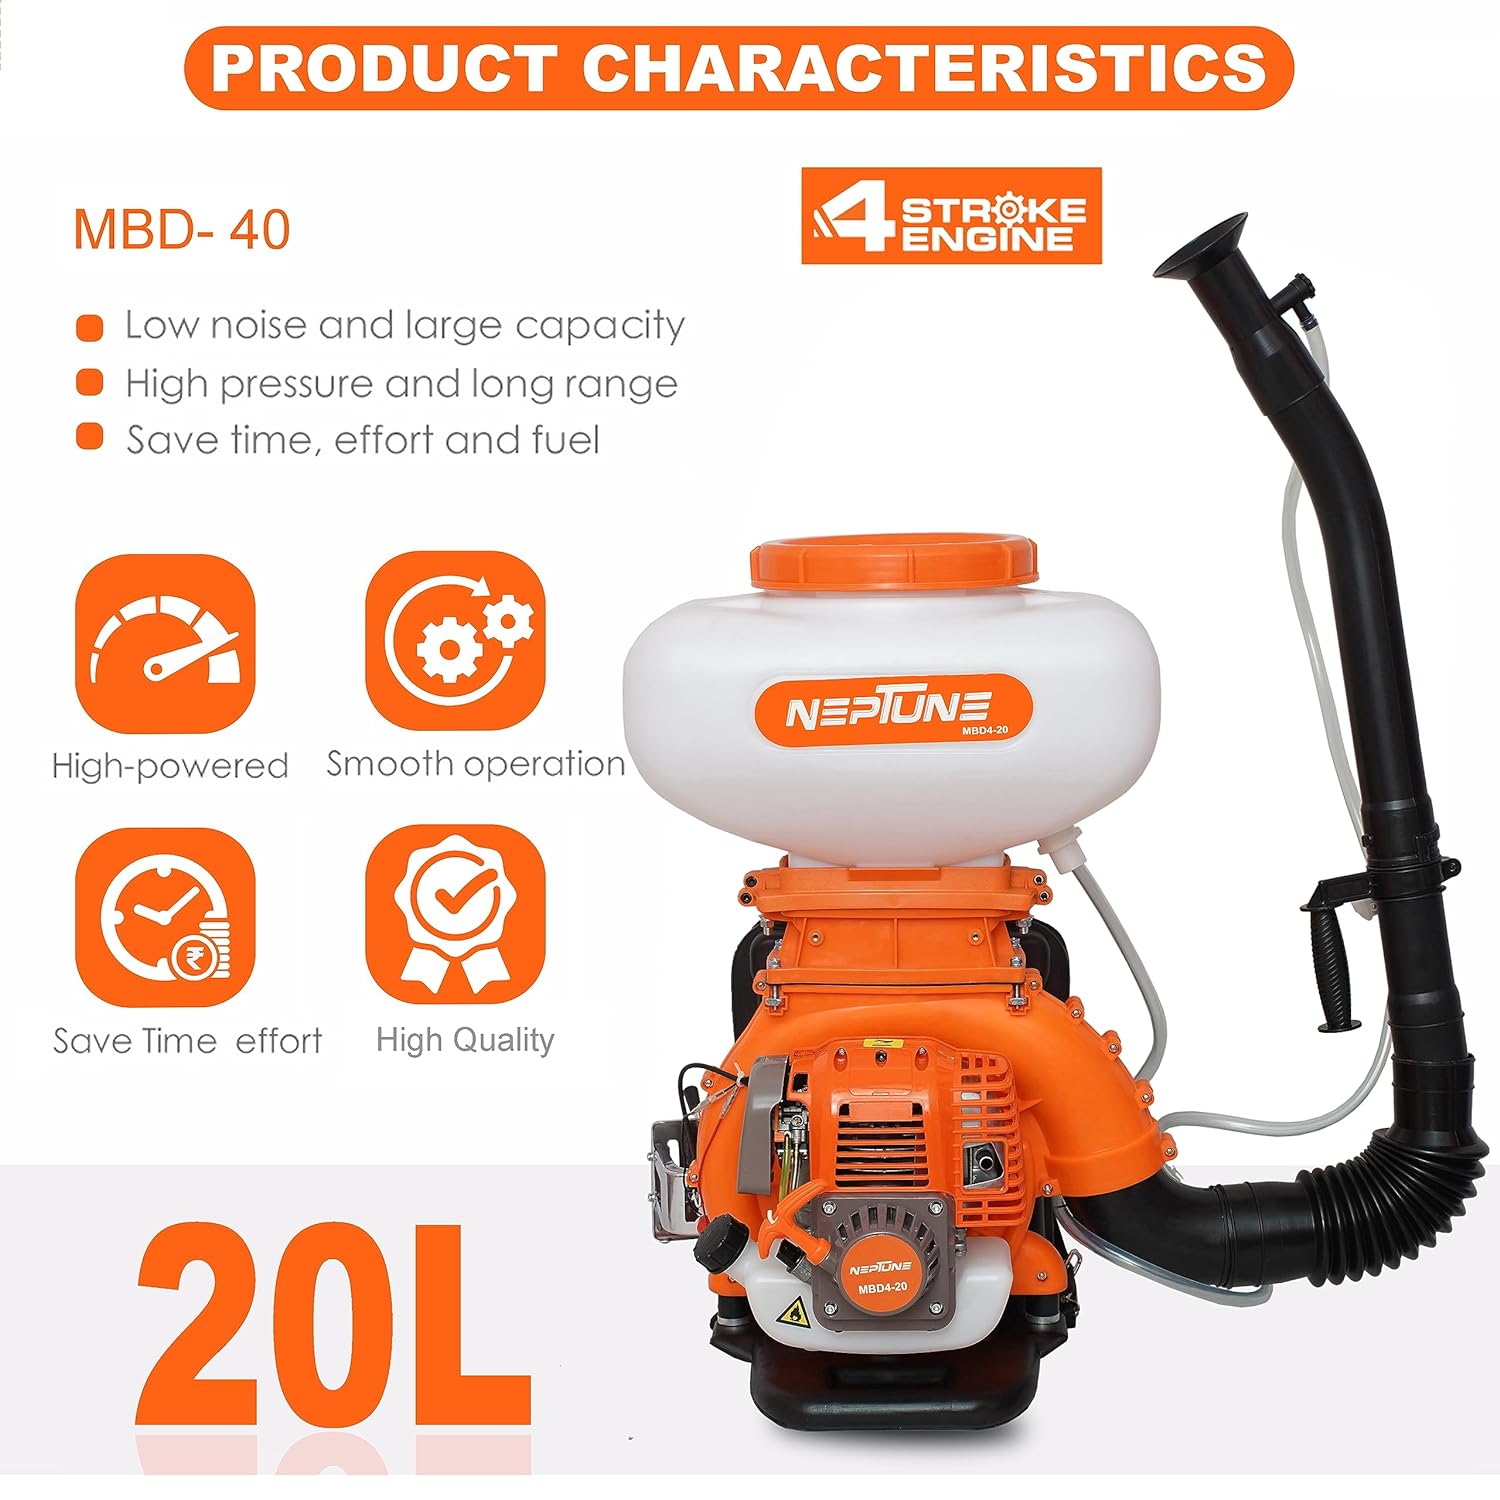 PRODUCT CHARACTERISTICS
4 STROKE
ENGINE
MBD- 40
Low noise and large capacity
High pressure and long range
Save time, effort and fuel
NEPTUNE
MBD4-20
High-powered
Smooth operation
₹
Save Time effort
High Quality
NEPTUNE
MBD4-20
20L